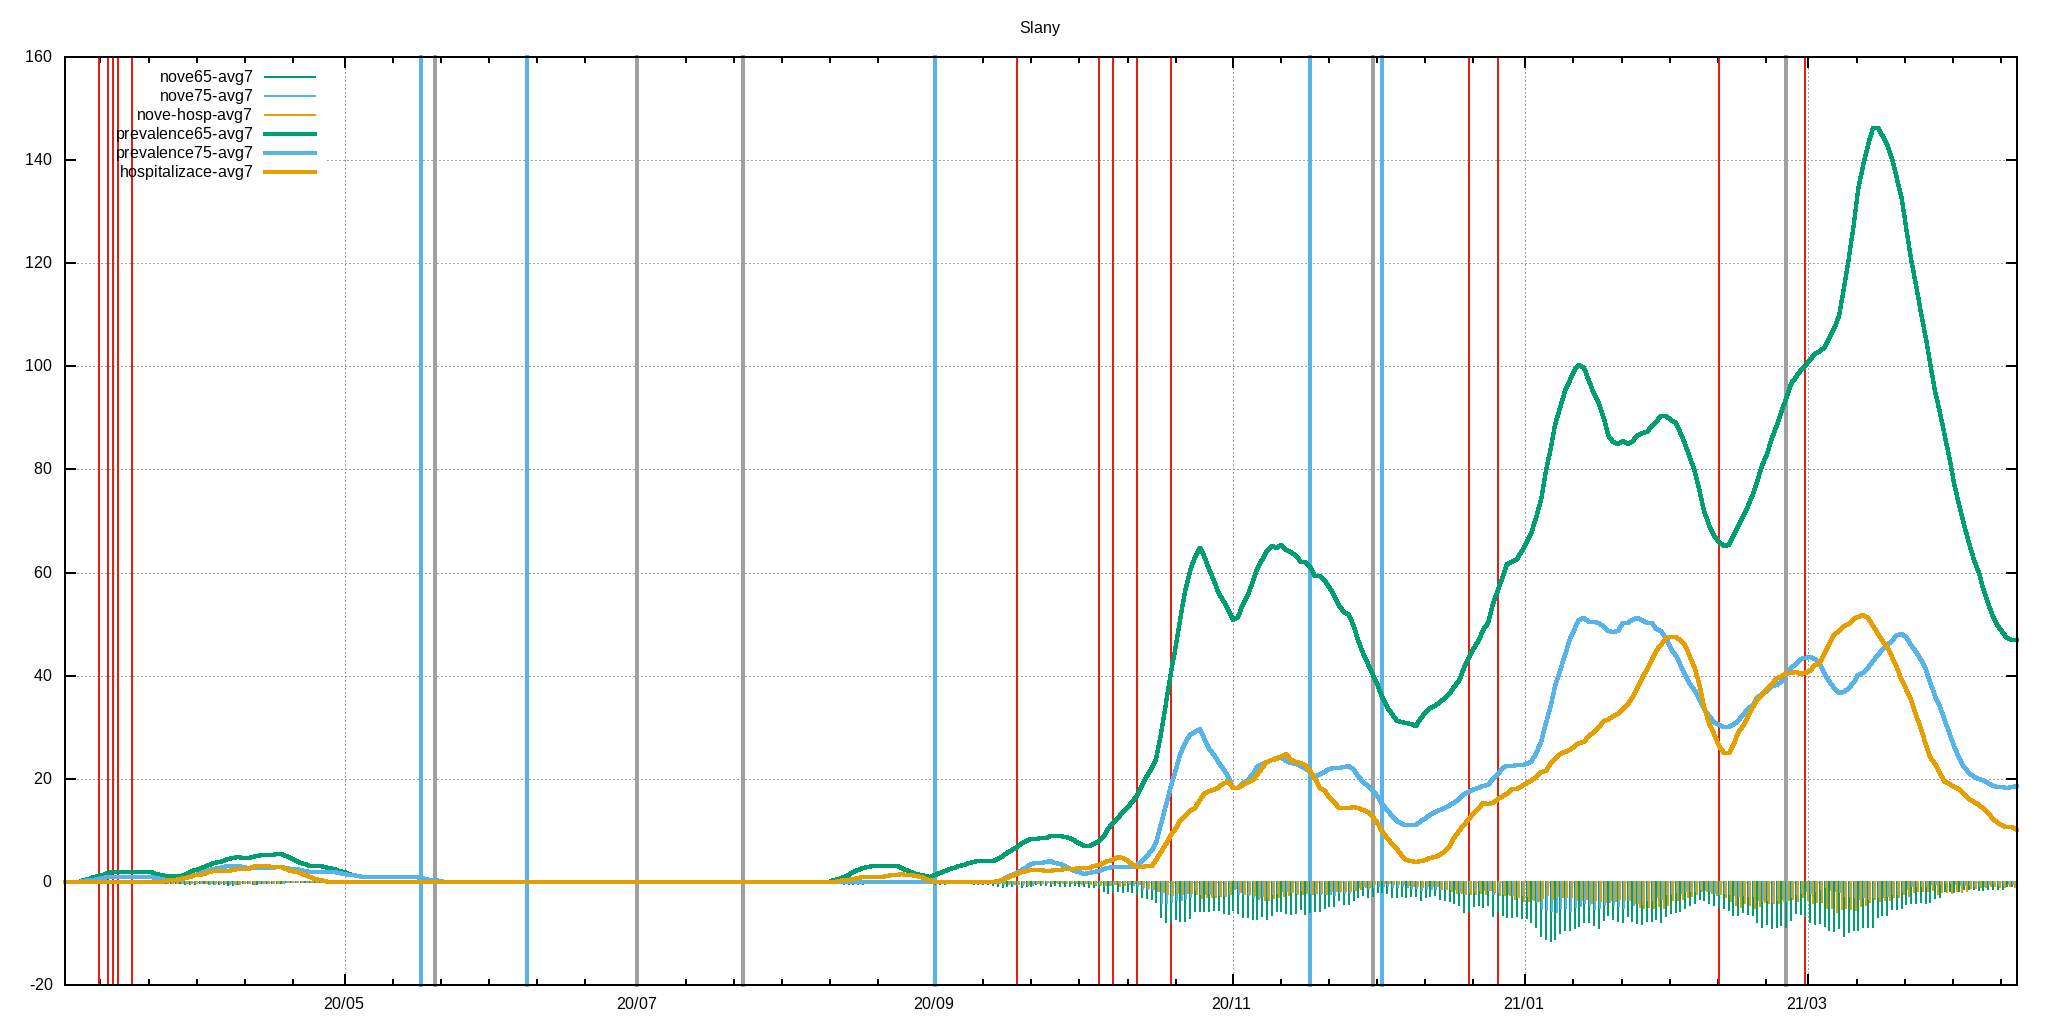 Slany
160
140
120
100
80
60
40
20
0
-20
nove65-avg7
nove75-avg7
nove-hosp-avg7
prevalence65-avg7
prevalence75-avg7
hospitalizace-avg7
20/05
20/07
20/09
20/11
21/01
21/03